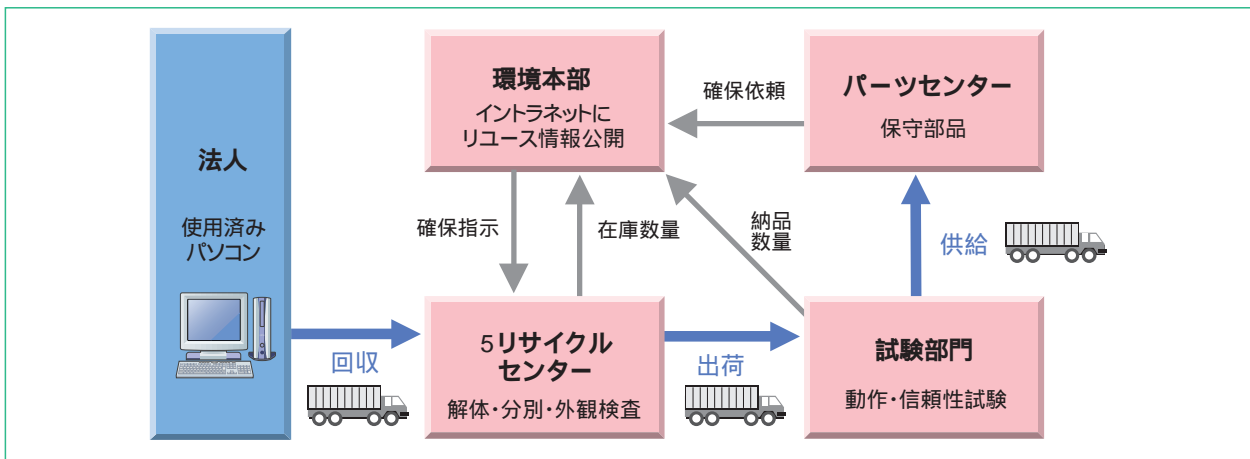 法人
使用済み
パソコン
環境本部
イントラネットに
リユース情報公開
確保依頼
パーツセンター
保守部品
確保指示
在庫数量
納品
数量
供給
回収
5リサイクル
センター
解体・分別・外観検査
出荷
試験部門
動作・信頼性試験